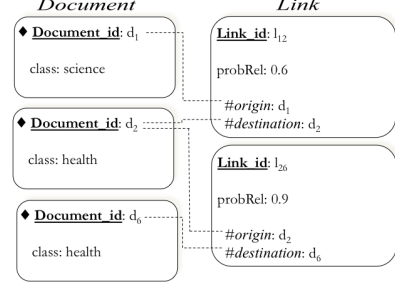 Document
♦ Document_id: d₁
class: science
♦ Document_id: d₂
class: health
♦ Document_id: d₆
class: health
Link
Link_id: l₁₂
probRel: 0.6
#origin: d₁
#destination: d₂
Link_id: l₂₆
probRel: 0.9
#origin: d₂
#destination: d₆